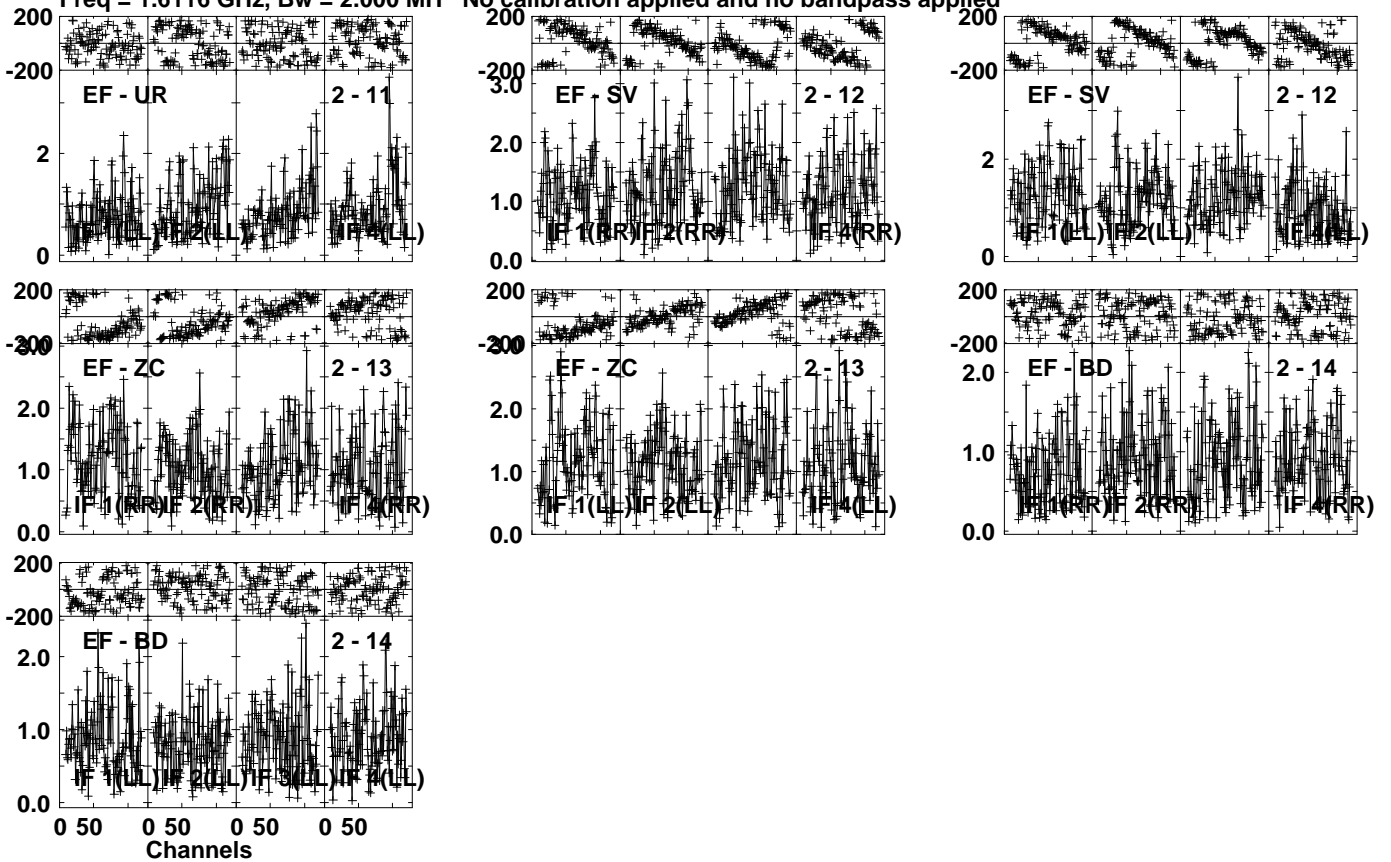 Freq = 1.6116 GHz, Bw = 2.000 MH No calibration applied and no bandpass applied
200
-200
EF - UR 2 - 11
2
0
IF 1(LL) IF 2(LL) IF 4(LL)
200
-200
3.0
EF - SV 2 - 12
2.0
1.0
0.0
IF 1(RR) IF 2(RR) IF 4(RR)
200
-200
EF - SV 2 - 12
2
0
IF 1(LL) IF 2(LL) IF 4(LL)
200
-200
3.0
EF - ZC 2 - 13
2.0
1.0
0.0
IF 1(RR) IF 2(RR) IF 4(RR)
200
-200
3.0
EF - ZC 2 - 13
2.0
1.0
0.0
IF 1(LL) IF 2(LL) IF 4(LL)
200
-200
EF - BD 2 - 14
2.0
1.0
0.0
IF 1(RR) IF 2(RR) IF 4(RR)
200
-200
EF - BD 2 - 14
2.0
1.0
0.0
IF 1(LL) IF 2(LL) IF 3(LL) IF 4(LL)
0 50 0 50 0 50
Channels